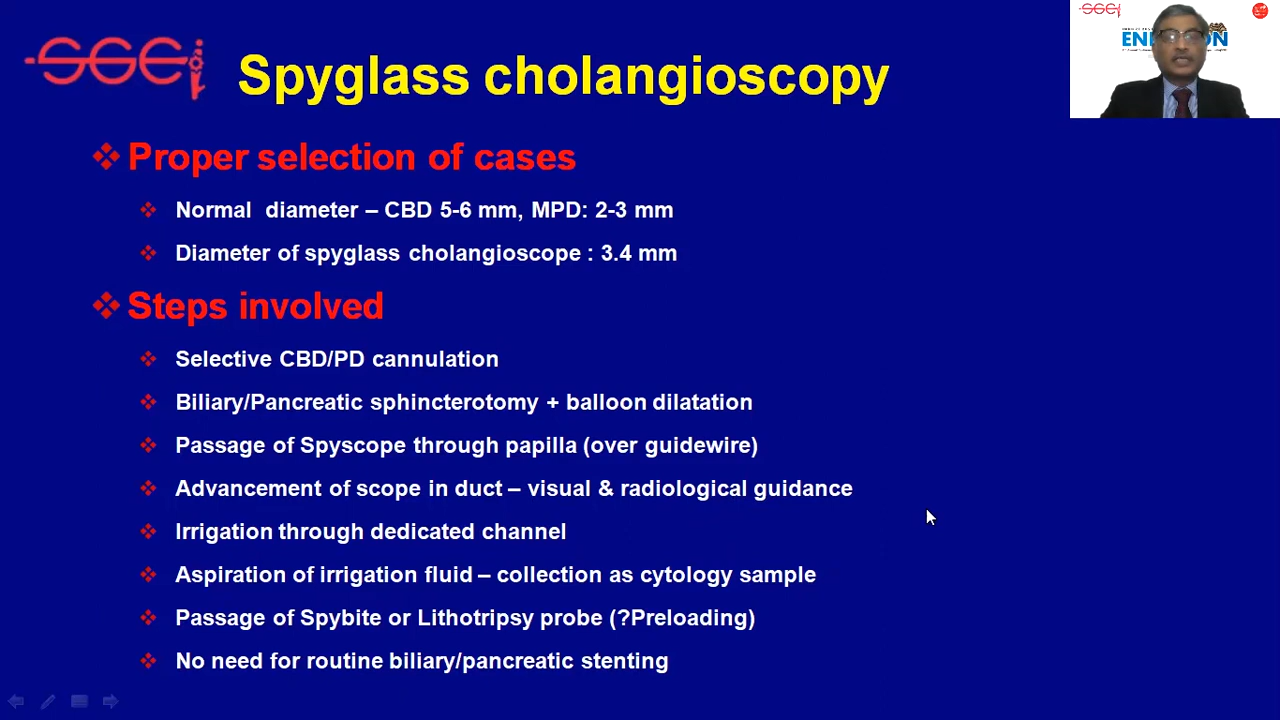 SGEi
Spyglass cholangioscopy
Proper selection of cases
Normal diameter – CBD 5-6 mm, MPD: 2-3 mm
Diameter of spyglass cholangioscope : 3.4 mm
Steps involved
Selective CBD/PD cannulation
Biliary/Pancreatic sphincterotomy + balloon dilatation
Passage of Spyscope through papilla (over guidewire)
Advancement of scope in duct – visual & radiological guidance
Irrigation through dedicated channel
Aspiration of irrigation fluid – collection as cytology sample
Passage of Spybite or Lithotripsy probe (?Preloading)
No need for routine biliary/pancreatic stenting
SGEi